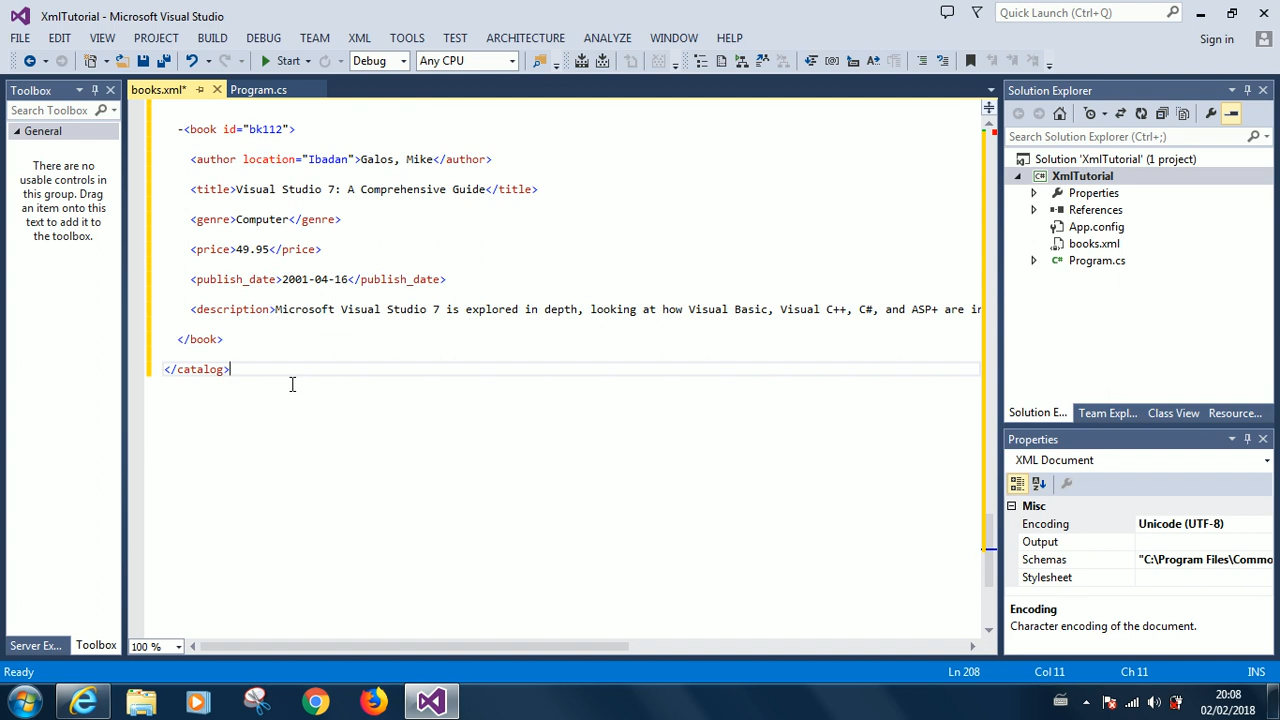 XmlTutorial - Microsoft Visual Studio
Quick Launch (Ctrl+Q)
FILE EDIT VIEW PROJECT BUILD DEBUG TEAM XML TOOLS TEST ARCHITECTURE ANALYZE WINDOW HELP
Sign in
Start Debug Any CPU
Toolbox
Search Toolbox
General
There are no
usable controls in
this group. Drag
an item onto this
text to add it to
the toolbox.
Server Ex... Toolbox
books.xml* Program.cs
-<book id="bk112">
<author location="Ibadan">Galos, Mike</author>
<title>Visual Studio 7: A Comprehensive Guide</title>
<genre>Computer</genre>
<price>49.95</price>
<publish_date>2001-04-16</publish_date>
<description>Microsoft Visual Studio 7 is explored in depth, looking at how Visual Basic, Visual C++, C#, and ASP+ are in
</book>
</catalog>
100 %
Solution Explorer
Search Solution Explorer (Ctrl+;)
Solution 'XmlTutorial' (1 project)
C# XmlTutorial
Properties
References
App.config
books.xml
C# Program.cs
Solution E... Team Expl... Class View Resource...
Properties
XML Document
Misc
Encoding Unicode (UTF-8)
Output
Schemas "C:\Program Files\Commo
Stylesheet
Encoding
Character encoding of the document.
Ready Ln 208 Col 11 Ch 11 INS
20:08
02/02/2018